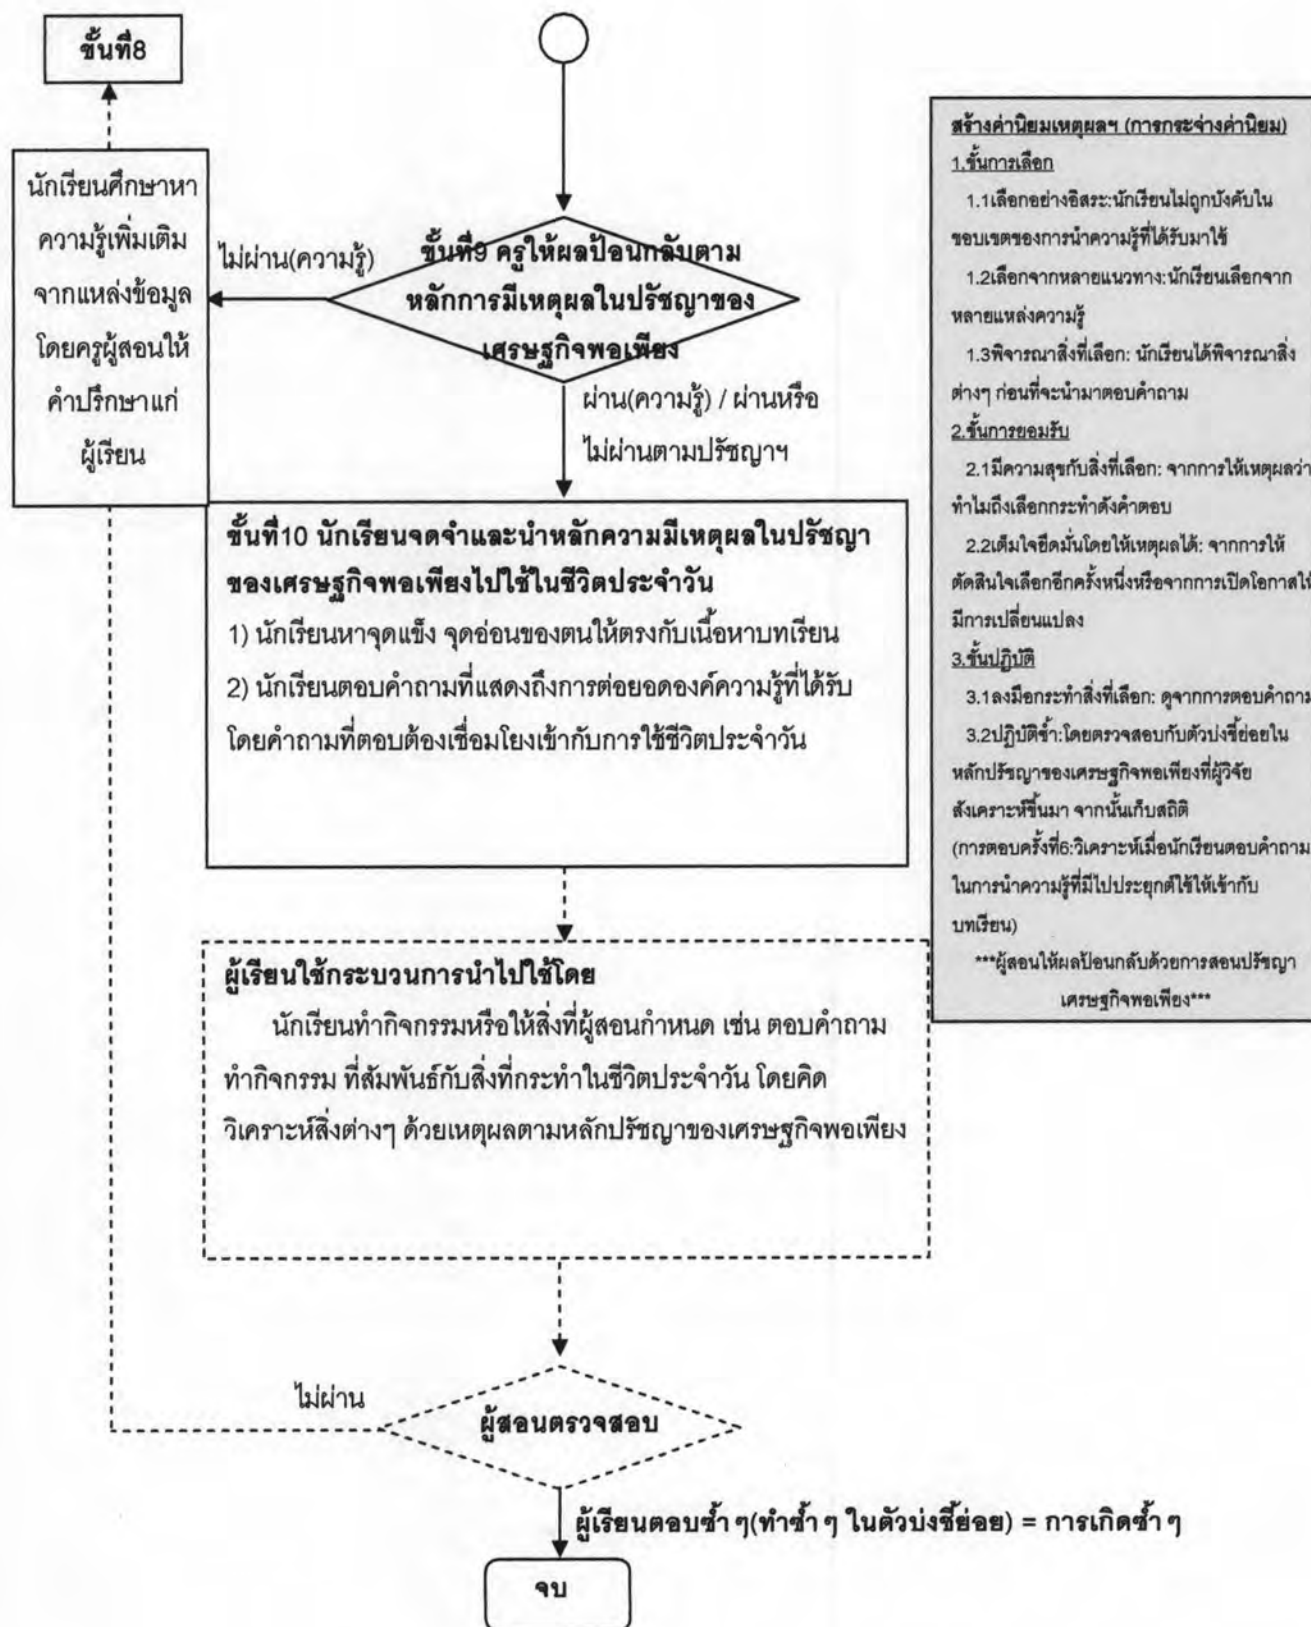 ขั้นที่8
นักเรียนศึกษาหา
ความรู้เพิ่มเติม
จากแหล่งข้อมูล
โดยครูผู้สอนให้
คำปรึกษาแก่
ผู้เรียน
ไม่ผ่าน(ความรู้)
ขั้นที่9 ครูให้ผลป้อนกลับตาม
หลักการมีเหตุผลในปรัชญาของ
เศรษฐกิจพอเพียง
ผ่าน(ความรู้) / ผ่านหรือ
ไม่ผ่านตามปรัชญาฯ
ขั้นที่10 นักเรียนจดจำและนำหลักความมีเหตุผลในปรัชญา
ของเศรษฐกิจพอเพียงไปใช้ในชีวิตประจำวัน
1) นักเรียนหาจุดแข็ง จุดอ่อนของตนให้ตรงกับเนื้อหาบทเรียน
2) นักเรียนตอบคำถามที่แสดงถึงการต่อยอดองค์ความรู้ที่ได้รับ
โดยคำถามที่ตอบต้องเชื่อมโยงเข้ากับการใช้ชีวิตประจำวัน
ผู้เรียนใช้กระบวนการนำไปใช้โดย
นักเรียนทำกิจกรรมหรือให้สิ่งที่ผู้สอนกำหนด เช่น ตอบคำถาม
ทำกิจกรรม ที่สัมพันธ์กับสิ่งที่กระทำในชีวิตประจำวัน โดยคิด
วิเคราะห์สิ่งต่างๆ ด้วยเหตุผลตามหลักปรัชญาของเศรษฐกิจพอเพียง
ไม่ผ่าน
ผู้สอนตรวจสอบ
ผู้เรียนตอบซ้ำๆ(ทำซ้ำๆ ในตัวบ่งชี้ย่อย) = การเกิดซ้ำๆ
จบ
สร้างค่านิยมเหตุผลฯ (การกระจ่างค่านิยม)
1.ขั้นการเลือก
1.1เลือกอย่างอิสระ:นักเรียนไม่ถูกบังคับใน
ขอบเขตของการนำความรู้ที่ได้รับมาใช้
1.2เลือกจากหลายแนวทาง:นักเรียนเลือกจาก
หลายแหล่งความรู้
1.3พิจารณาสิ่งที่เลือก: นักเรียนได้พิจารณาสิ่ง
ต่างๆ ก่อนที่จะนำมาตอบคำถาม
2.ขั้นการยอมรับ
2.1มีความสุขกับสิ่งที่เลือก: จากการให้เหตุผลว่า
ทำไมถึงเลือกกระทำดังคำตอบ
2.2เต็มใจยึดมั่นโดยให้เหตุผลได้: จากการให้
ตัดสินใจเลือกอีกครั้งหนึ่งหรือจากการเปิดโอกาสให้
มีการเปลี่ยนแปลง
3.ขั้นปฏิบัติ
3.1ลงมือกระทำสิ่งที่เลือก: ดูจากการตอบคำถาม
3.2ปฏิบัติซ้ำ:โดยตรวจสอบกับตัวบ่งชี้ย่อยใน
หลักปรัชญาของเศรษฐกิจพอเพียงที่ผู้วิจัย
สังเคราะห์ขึ้นมา จากนั้นเก็บสถิติ
(การตอบครั้งที่6:วิเคราะห์เมื่อนักเรียนตอบคำถาม
ในการนำความรู้ที่มีไปประยุกต์ใช้ให้เข้ากับ
บทเรียน)
***ผู้สอนให้ผลป้อนกลับด้วยการสอนปรัชญา
เศรษฐกิจพอเพียง***